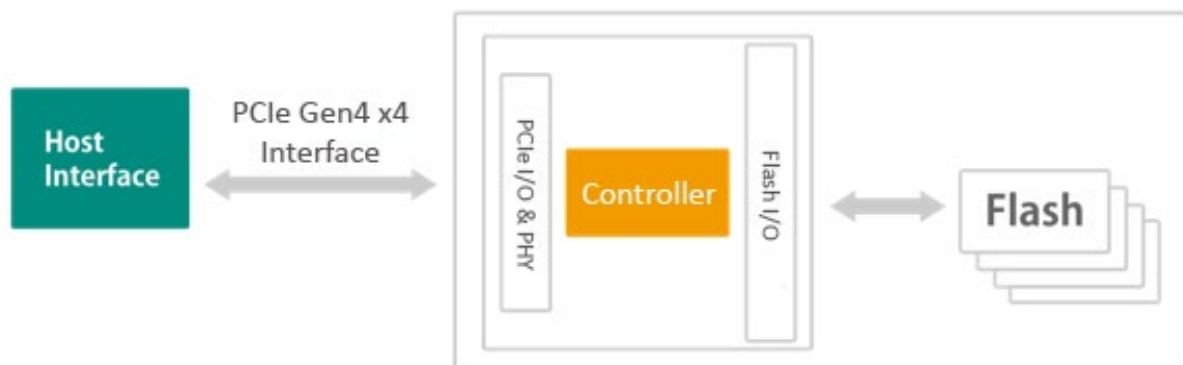 Host
Interface
PCIe Gen4 x4
Interface
PCIe I/O & PHY
Controller
Flash I/O
Flash